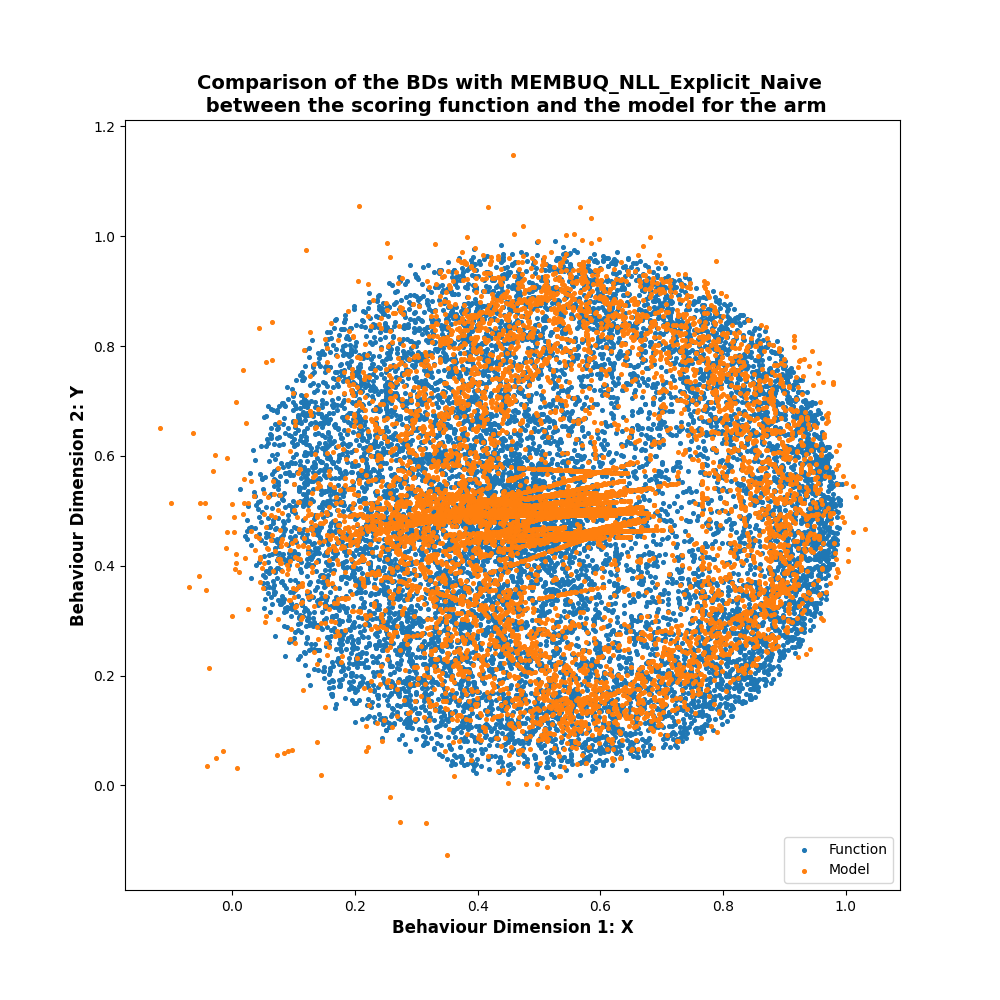 Comparison of the BDs with MEMBUQ_NLL_Explicit_Naive
between the scoring function and the model for the arm
1.2
1.0
0.8
0.6
0.4
0.2
0.0
Behaviour Dimension 2: Y
0.0 0.2 0.4 0.6 0.8 1.0
Behaviour Dimension 1: X
Function
Model